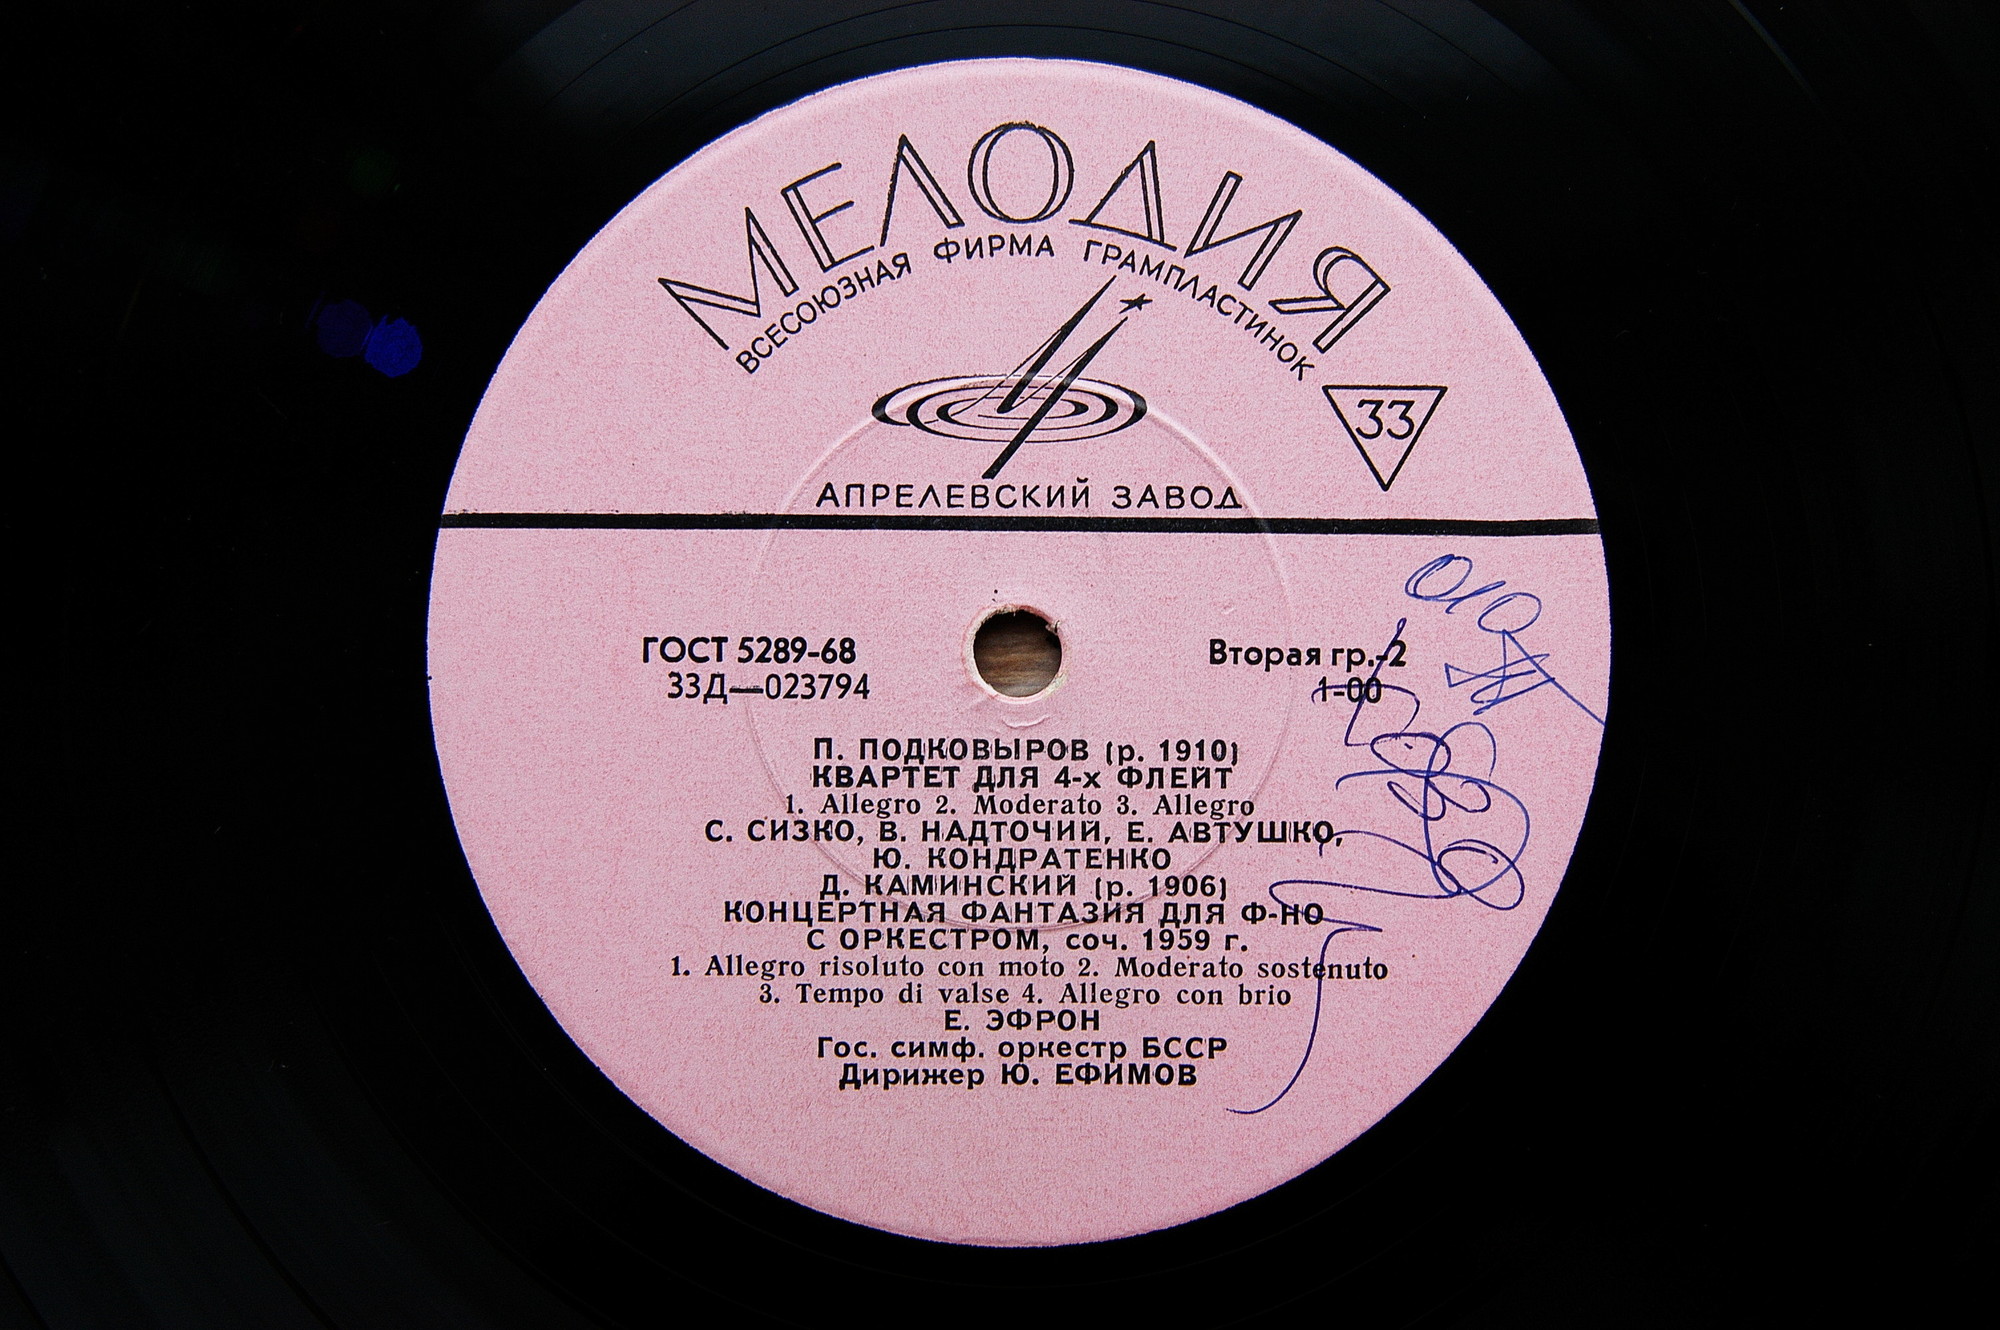 МЕЛОДИЯ
ВСЕСОЮЗНАЯ ФИРМА ГРАМПЛАСТИНОК
33
АПРЕЛЕВСКИЙ ЗАВОД
ГОСТ 5289-68
33Д—023794
Вторая гр.-2
1-00
П. ПОДКОВЫРОВ (р. 1910)
КВАРТЕТ ДЛЯ 4-х ФЛЕЙТ
1. Allegro 2. Moderato 3. Allegro
С. СИЗКО, В. НАДТОЧИЙ, Е. АВТУШКО,
Ю. КОНДРАТЕНКО
Д. КАМИНСКИЙ (р. 1906)
КОНЦЕРТНАЯ ФАНТАЗИЯ ДЛЯ Ф-НО
С ОРКЕСТРОМ, соч. 1959 г.
1. Allegro risoluto con moto 2. Moderato sostenuto
3. Tempo di valse 4. Allegro con brio
Е. ЭФРОН
Гос. симф. оркестр БССР
Дирижер Ю. ЕФИМОВ